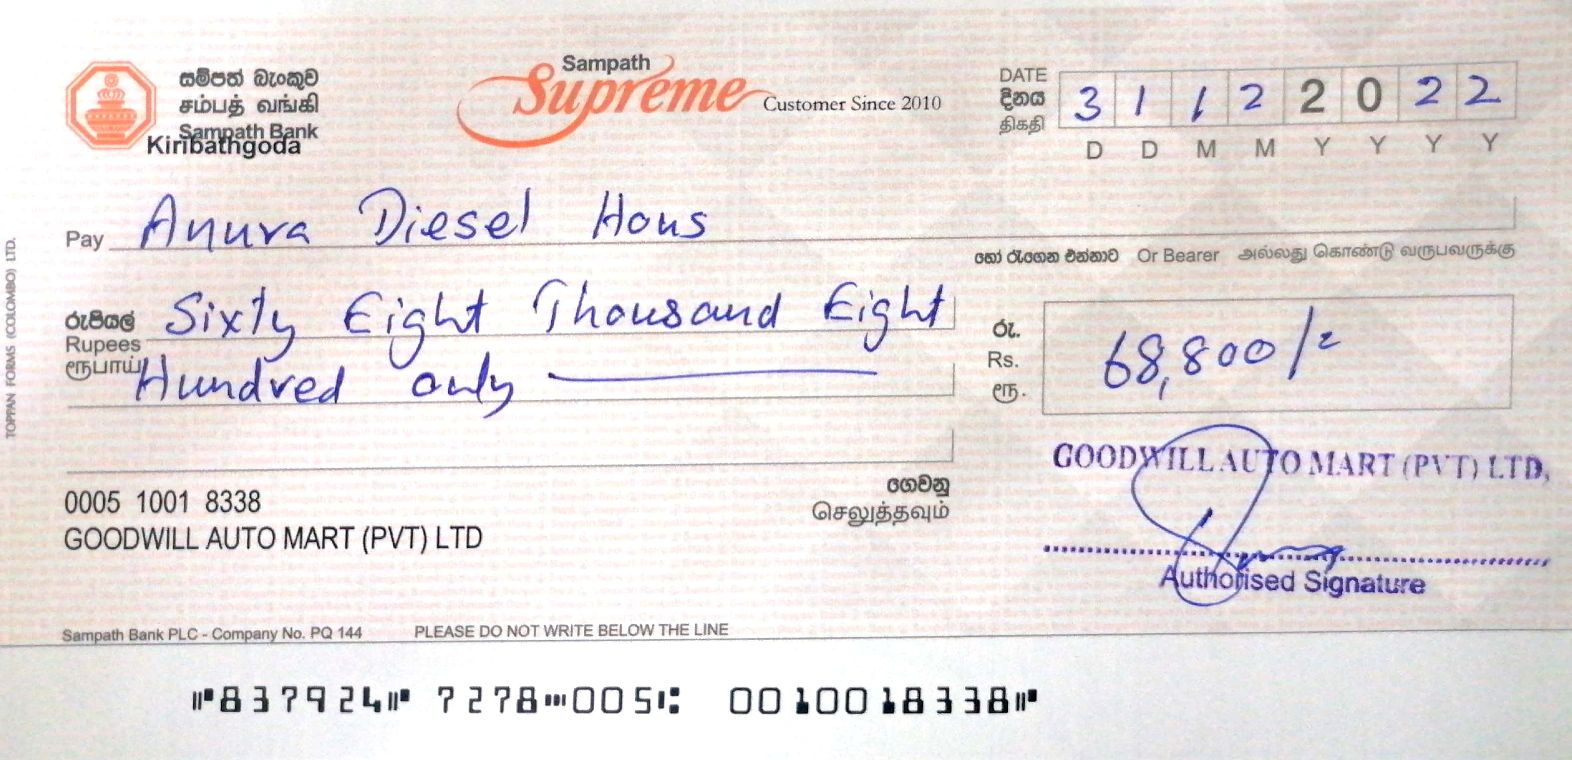 සම්පත් බැංකුව
சம்பத் வங்கி
Sampath Bank
Kiribathgoda
Sampath
Supreme Customer Since 2010
DATE
දිනය
திகதி
3 1 1 2 2 0 2 2
D D M M Y Y Y Y
Pay Anura Diesel Hous
හෝ රැගෙන එන්නාට Or Bearer அல்லது கொண்டு வருபவருக்கு
රුපියල්
Rupees
ரூபாய்
Sixty Eight Thousand Eight
Hundred only
රු.
Rs.
ரூ.
68,800/=
TOPPAN FORMS (COLOMBO) LTD.
0005 1001 8338
GOODWILL AUTO MART (PVT) LTD
ගෙවනු
செலுத்தவும்
GOODWILL AUTO MART (PVT) LTD,
Authorised Signature
Sampath Bank PLC - Company No. PQ 144 PLEASE DO NOT WRITE BELOW THE LINE
⑈837924⑈ 7278⑉005⑆ 0010018338⑈